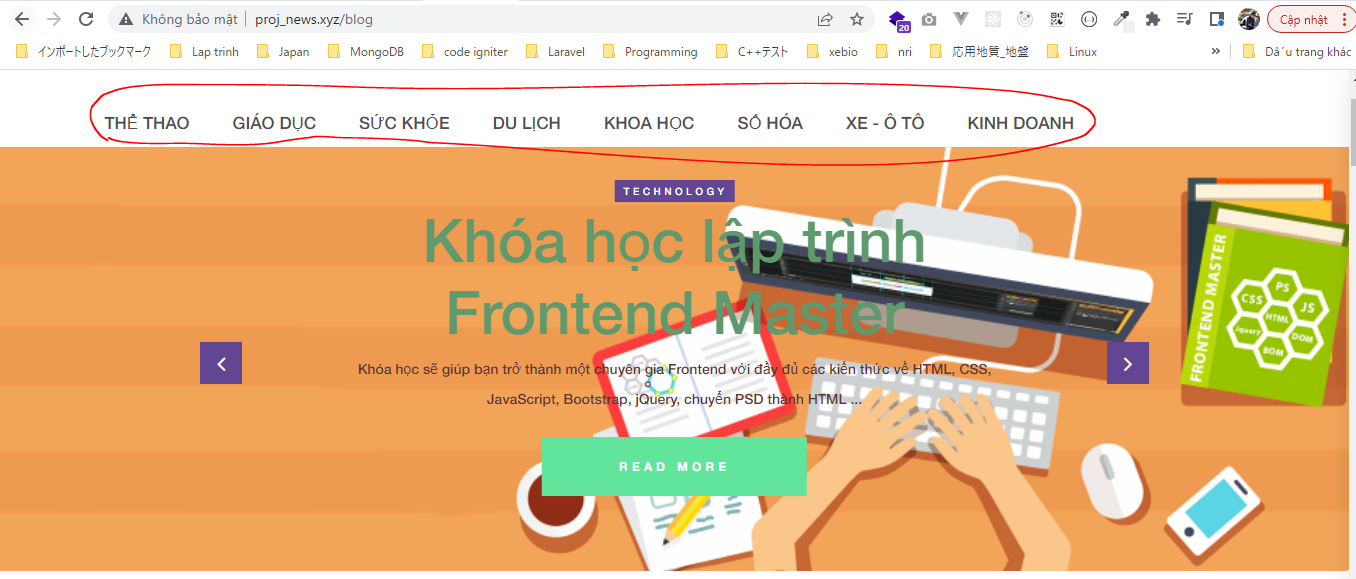 Không bảo mật proj_news.xyz/blog 20 Cập nhật
インポートしたブックマーク Lap trinh Japan MongoDB code igniter Laravel Programming C++テスト xebio nri 応用地質_地盤 Linux » Dấu trang khác
THỂ THAO GIÁO DỤC SỨC KHỎE DU LỊCH KHOA HỌC SỐ HÓA XE - Ô TÔ KINH DOANH
TECHNOLOGY
Khóa học lập trình
Frontend Master
Khóa học sẽ giúp bạn trở thành một chuyên gia Frontend với đầy đủ các kiến thức về HTML, CSS,
JavaScript, Bootstrap, jQuery, chuyển PSD thành HTML ...
READ MORE
FRONTEND MASTER
PS
CSS JS
HTML
jquery DOM
BOM